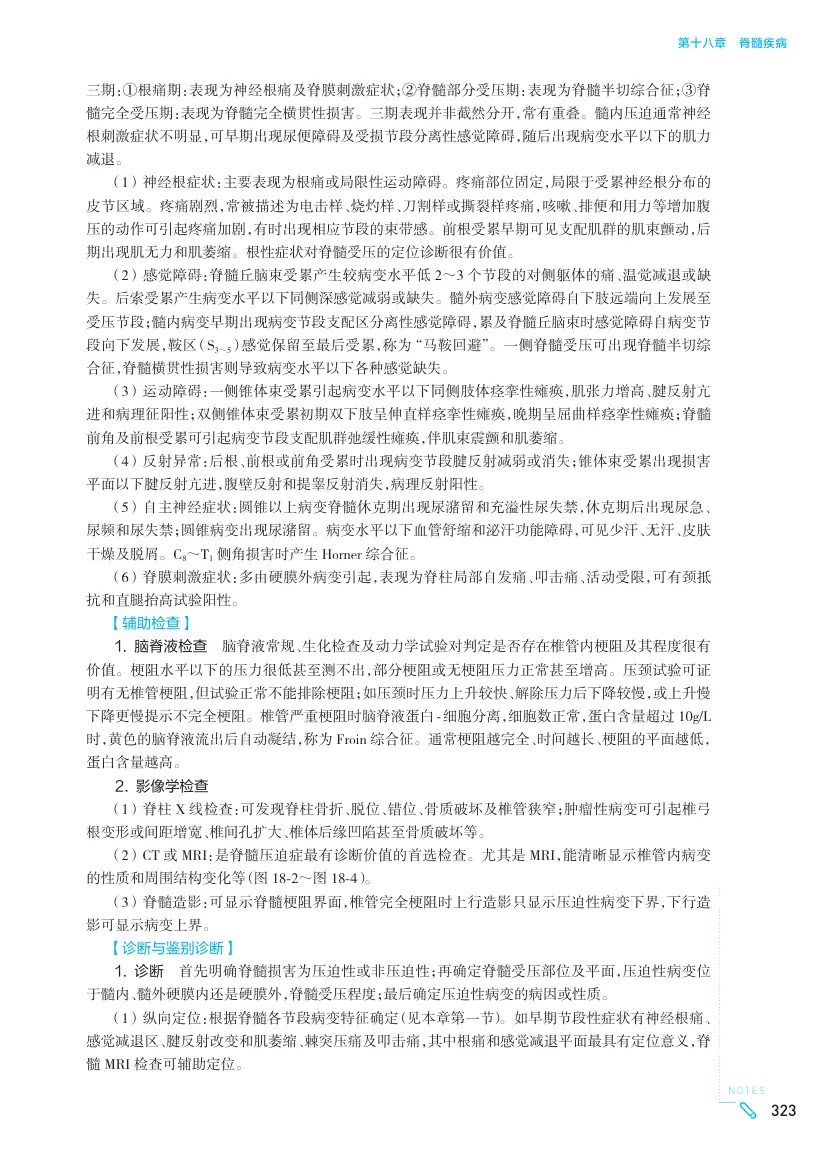 第十八章 脊髓疾病
三期:①根痛期:表现为神经根痛及脊膜刺激症状;②脊髓部分受压期:表现为脊髓半切综合征;③脊
髓完全受压期:表现为脊髓完全横贯性损害。三期表现并非截然分开,常有重叠。髓内压迫通常神经
根刺激症状不明显,可早期出现尿便障碍及受损节段分离性感觉障碍,随后出现病变水平以下的肌力
减退。
(1)神经根症状:主要表现为根痛或局限性运动障碍。疼痛部位固定,局限于受累神经根分布的
皮节区域。疼痛剧烈,常被描述为电击样、烧灼样、刀割样或撕裂样疼痛,咳嗽、排便和用力等增加腹
压的动作可引起疼痛加剧,有时出现相应节段的束带感。前根受累早期可见支配肌群的肌束颤动,后
期出现肌无力和肌萎缩。根性症状对脊髓受压的定位诊断很有价值。
(2)感觉障碍:脊髓丘脑束受累产生较病变水平低 2~3 个节段的对侧躯体的痛、温觉减退或缺
失。后索受累产生病变水平以下同侧深感觉减弱或缺失。髓外病变感觉障碍自下肢远端向上发展至
受压节段;髓内病变早期出现病变节段支配区分离性感觉障碍,累及脊髓丘脑束时感觉障碍自病变节
段向下发展,鞍区(S3~5)感觉保留至最后受累,称为“马鞍回避”。一侧脊髓受压可出现脊髓半切综
合征,脊髓横贯性损害则导致病变水平以下各种感觉缺失。
(3)运动障碍:一侧锥体束受累引起病变水平以下同侧肢体痉挛性瘫痪,肌张力增高、腱反射亢
进和病理征阳性;双侧锥体束受累初期双下肢呈伸直样痉挛性瘫痪,晚期呈屈曲样痉挛性瘫痪;脊髓
前角及前根受累可引起病变节段支配肌群弛缓性瘫痪,伴肌束震颤和肌萎缩。
(4)反射异常:后根、前根或前角受累时出现病变节段腱反射减弱或消失;锥体束受累出现损害
平面以下腱反射亢进,腹壁反射和提睾反射消失,病理反射阳性。
(5)自主神经症状:圆锥以上病变脊髓休克期出现尿潴留和充溢性尿失禁,休克期后出现尿急、
尿频和尿失禁;圆锥病变出现尿潴留。病变水平以下血管舒缩和泌汗功能障碍,可见少汗、无汗、皮肤
干燥及脱屑。C8~T1 侧角损害时产生 Horner 综合征。
(6)脊膜刺激症状:多由硬膜外病变引起,表现为脊柱局部自发痛、叩击痛、活动受限,可有颈抵
抗和直腿抬高试验阳性。
【辅助检查】
1. 脑脊液检查 脑脊液常规、生化检查及动力学试验对判定是否存在椎管内梗阻及其程度很有
价值。梗阻水平以下的压力很低甚至测不出,部分梗阻或无梗阻压力正常甚至增高。压颈试验可证
明有无椎管梗阻,但试验正常不能排除梗阻;如压颈时压力上升较快、解除压力后下降较慢,或上升慢
下降更慢提示不完全梗阻。椎管严重梗阻时脑脊液蛋白-细胞分离,细胞数正常,蛋白含量超过 10g/L
时,黄色的脑脊液流出后自动凝结,称为 Froin 综合征。通常梗阻越完全、时间越长、梗阻的平面越低,
蛋白含量越高。
2. 影像学检查
(1)脊柱 X 线检查:可发现脊柱骨折、脱位、错位、骨质破坏及椎管狭窄;肿瘤性病变可引起椎弓
根变形或间距增宽、椎间孔扩大、椎体后缘凹陷甚至骨质破坏等。
(2)CT 或 MRI:是脊髓压迫症最有诊断价值的首选检查。尤其是 MRI,能清晰显示椎管内病变
的性质和周围结构变化等(图 18-2~图 18-4)。
(3)脊髓造影:可显示脊髓梗阻界面,椎管完全梗阻时上行造影只显示压迫性病变下界,下行造
影可显示病变上界。
【诊断与鉴别诊断】
1. 诊断 首先明确脊髓损害为压迫性或非压迫性;再确定脊髓受压部位及平面,压迫性病变位
于髓内、髓外硬膜内还是硬膜外,脊髓受压程度;最后确定压迫性病变的病因或性质。
(1)纵向定位:根据脊髓各节段病变特征确定(见本章第一节)。如早期节段性症状有神经根痛、
感觉减退区、腱反射改变和肌萎缩、棘突压痛及叩击痛,其中根痛和感觉减退平面最具有定位意义,脊
髓 MRI 检查可辅助定位。
NOTES
323